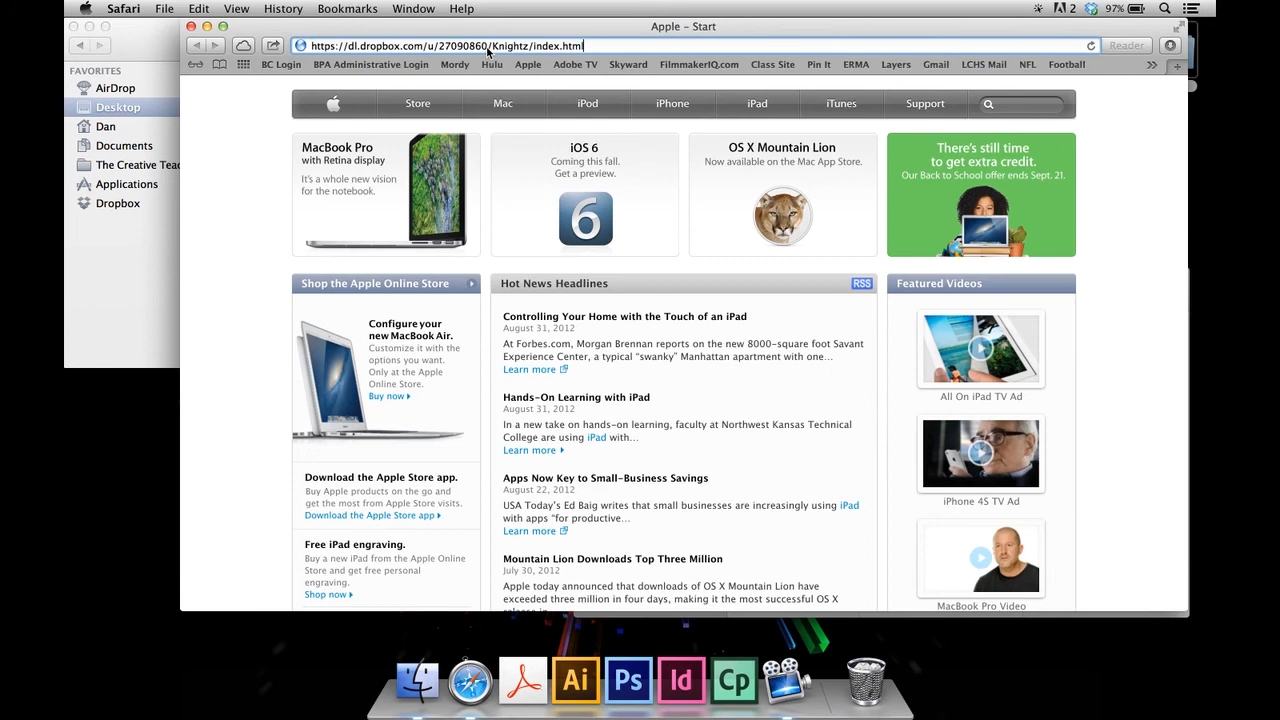 Safari File Edit View History Bookmarks Window Help
2 97%
Apple – Start
https://dl.dropbox.com/u/27090860/Knightz/index.html
Reader
BC Login BPA Administrative Login Mordy Hulu Apple Adobe TV Skyward FilmmakerIQ.com Class Site Pin It ERMA Layers Gmail LCHS Mail NFL Football
FAVORITES
AirDrop
Desktop
Dan
Documents
The Creative Teac
Applications
Dropbox
Store Mac iPod iPhone iPad iTunes Support
MacBook Pro
with Retina display
It's a whole new vision
for the notebook.
iOS 6
Coming this fall.
Get a preview.
6
OS X Mountain Lion
Now available on the Mac App Store.
There's still time
to get extra credit.
Our Back to School offer ends Sept. 21.
Shop the Apple Online Store
Configure your
new MacBook Air.
Customize it with the
options you want.
Only at the Apple
Online Store.
Buy now
Download the Apple Store app.
Buy Apple products on the go and
get the most from Apple Store visits.
Download the Apple Store app
Free iPad engraving.
Buy a new iPad from the Apple Online
Store and get free personal
engraving.
Shop now
Hot News Headlines RSS
Controlling Your Home with the Touch of an iPad
August 31, 2012
At Forbes.com, Morgan Brennan reports on the new 8000-square foot Savant
Experience Center, a typical “swanky” Manhattan apartment with one…
Learn more
Hands-On Learning with iPad
August 31, 2012
In a new take on hands-on learning, faculty at Northwest Kansas Technical
College are using iPad with…
Learn more
Apps Now Key to Small-Business Savings
August 22, 2012
USA Today's Ed Baig writes that small businesses are increasingly using iPad
with apps “for productive…
Learn more
Mountain Lion Downloads Top Three Million
July 30, 2012
Apple today announced that downloads of OS X Mountain Lion have
exceeded three million in four days, making it the most successful OS X
release in
Featured Videos
All On iPad TV Ad
iPhone 4S TV Ad
MacBook Pro Video
Ai Ps Id Cp